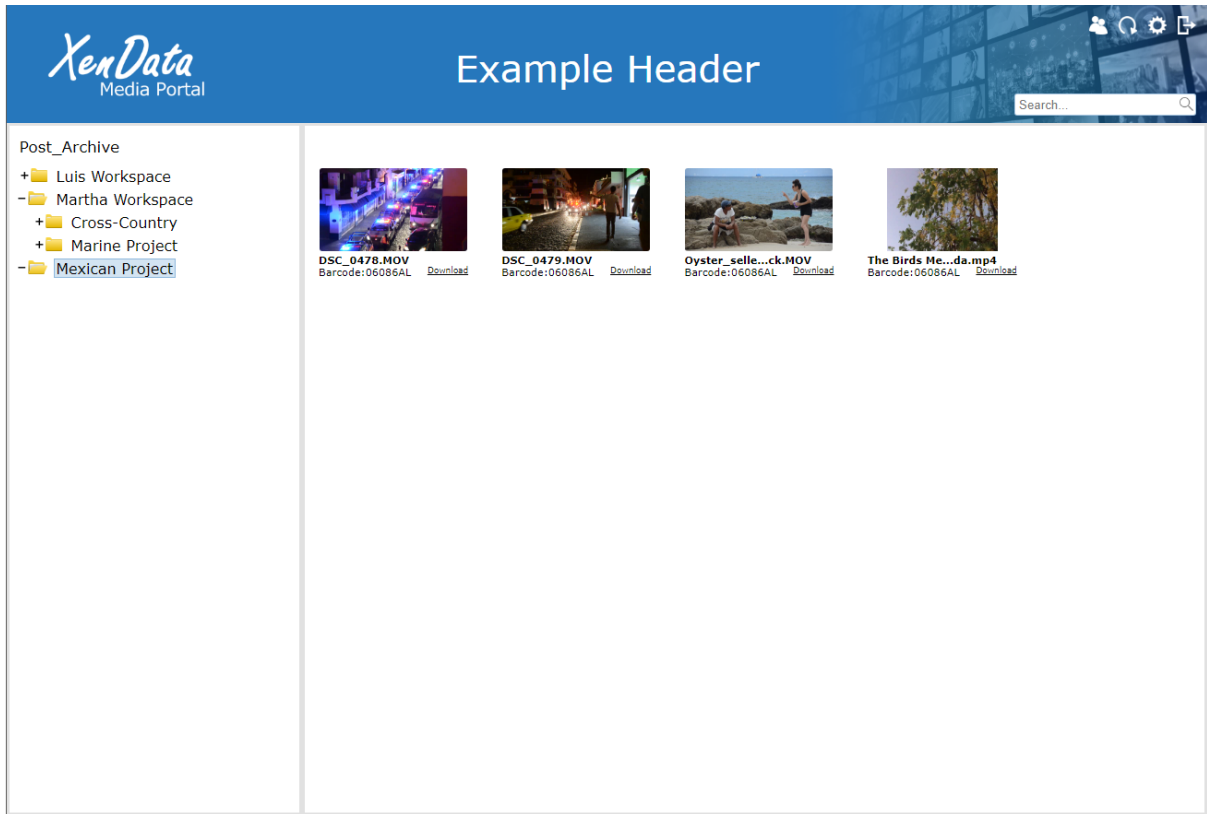 XenData
Media Portal
Example Header
Search...
Post_Archive
Luis Workspace
Martha Workspace
Cross-Country
Marine Project
Mexican Project
DSC_0478.MOV
Barcode:06086AL Download
DSC_0479.MOV
Barcode:06086AL Download
Oyster_selle...ck.MOV
Barcode:06086AL Download
The Birds Me...da.mp4
Barcode:06086AL Download